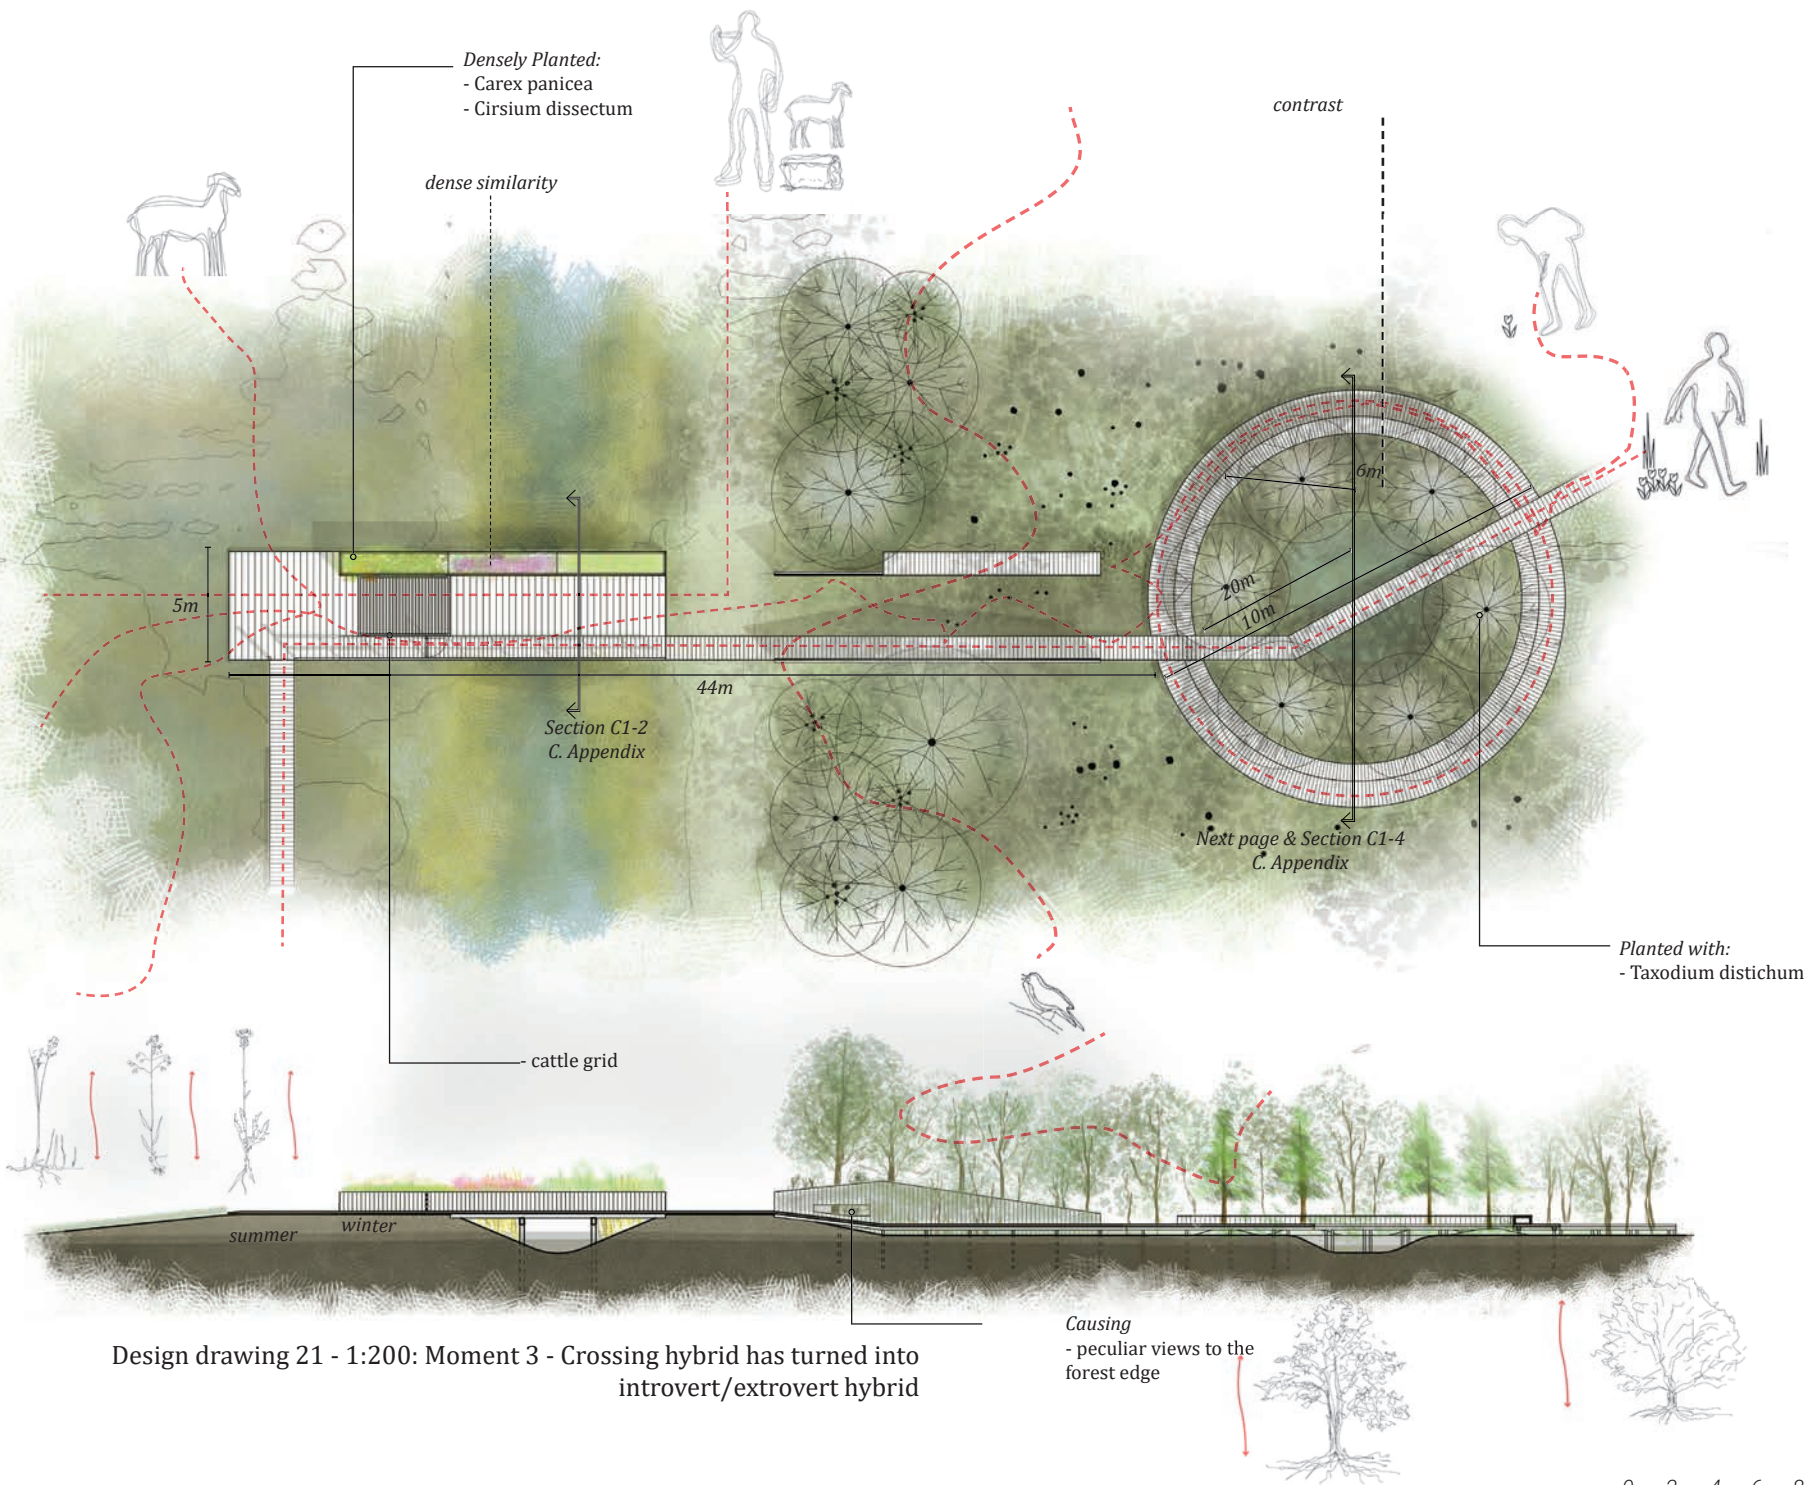 Densely Planted:
- Carex panicea
- Cirsium dissectum
contrast
dense similarity
6m
20m
10m
5m
44m
Section C1-2
C. Appendix
Next page & Section C1-4
C. Appendix
Planted with:
- Taxodium distichum
- cattle grid
winter
summer
Causing
- peculiar views to the
forest edge
Design drawing 21 - 1:200: Moment 3 - Crossing hybrid has turned into
introvert/extrovert hybrid